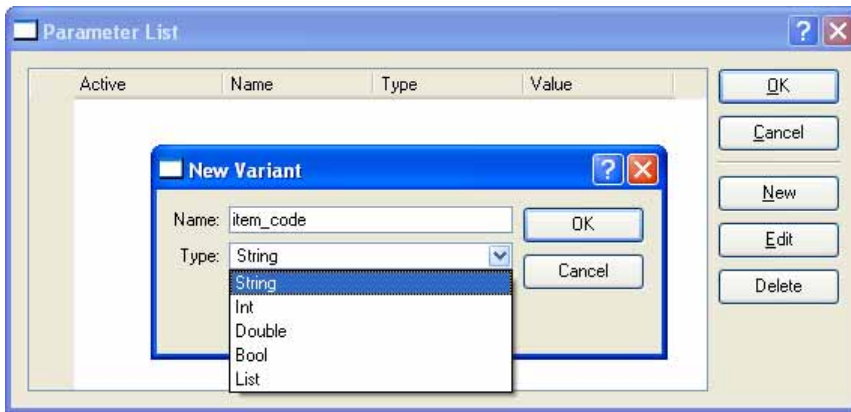 Parameter List
Active Name Type Value
OK
Cancel
New
Edit
Delete
New Variant
Name: item_code
Type: String
String
Int
Double
Bool
List
OK
Cancel